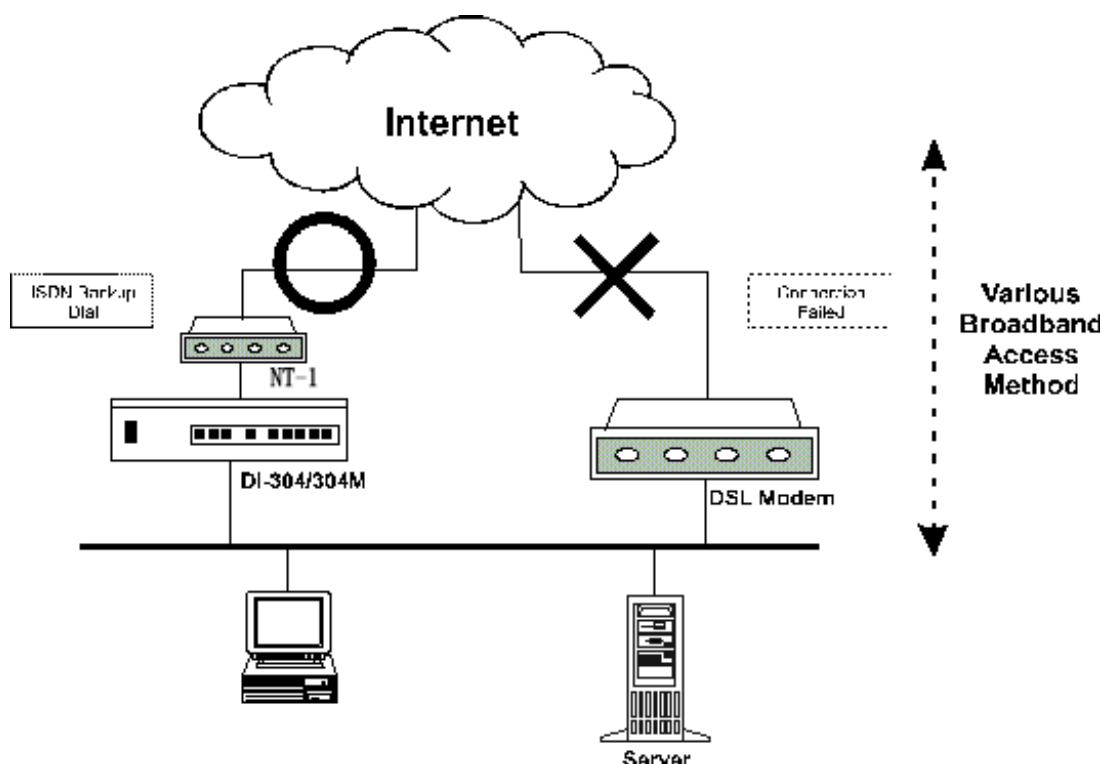 Internet
ISDN Backup
Dial
Connection
Failed
Various
Broadband
Access
Method
NT-1
DI-304/304M
DSL Modem
Server